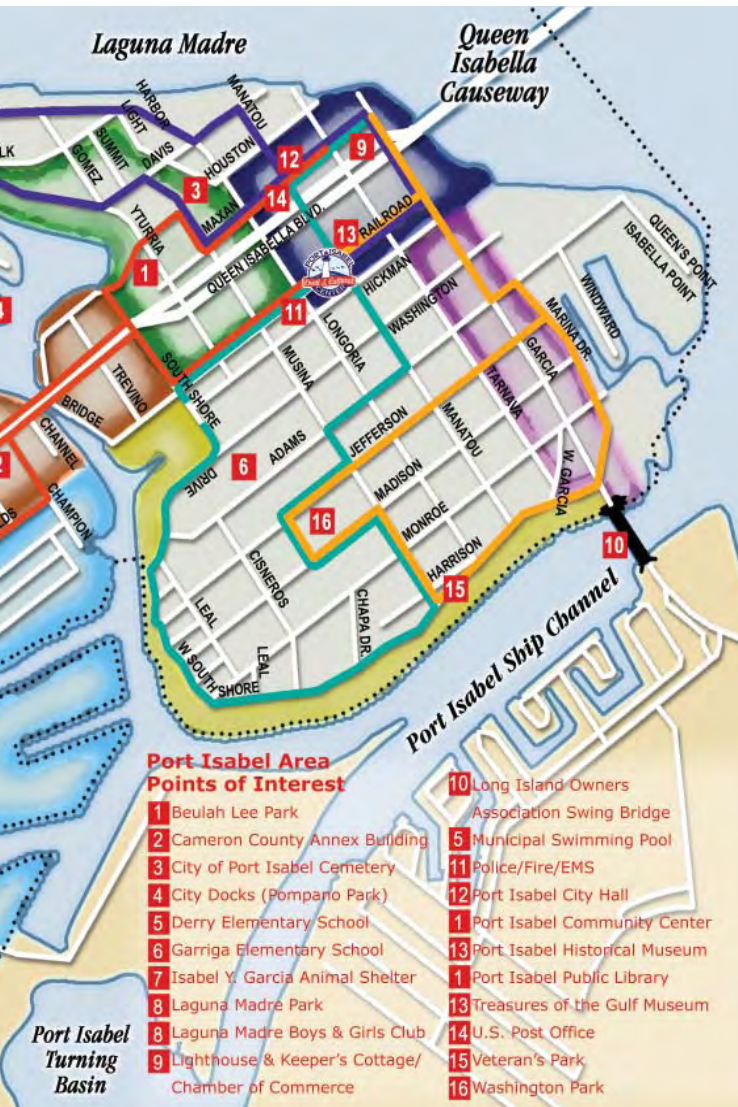 Laguna Madre
Queen
Isabella
Causeway
HARBOR
MANATOU
LIGHT
SUMMIT
DAVIS
HOUSTON
LK
GOMEZ
12
9
3
14
MAXAN
YTURRIA
QUEEN ISABELLA BLVD.
RAILROAD
13
1
PORT ISABEL
CENTER
HICKMAN
WASHINGTON
QUEEN'S POINT
ISABELLA POINT
WINDWARD
MARINA DR.
4
11
LONGORIA
MUSINA
SOUTH SHORE
DRIVE
TREVINO
BRIDGE
GARCIA
TARNAVA
MANATOU
JEFFERSON
ADAMS
6
CHANNEL
2
CHAMPION
DS
MADISON
W. GARCIA
16
MONROE
HARRISON
10
15
CISNEROS
LEAL
CHAPA DR.
LEAL
W SOUTH SHORE
Port Isabel Ship Channel
Port Isabel Area
Points of Interest
1 Beulah Lee Park
2 Cameron County Annex Building
3 City of Port Isabel Cemetery
4 City Docks (Pompano Park)
5 Derry Elementary School
6 Garriga Elementary School
7 Isabel Y. Garcia Animal Shelter
8 Laguna Madre Park
8 Laguna Madre Boys & Girls Club
9 Lighthouse & Keeper's Cottage/
Chamber of Commerce
10 Long Island Owners
Association Swing Bridge
5 Municipal Swimming Pool
11 Police/Fire/EMS
12 Port Isabel City Hall
1 Port Isabel Community Center
13 Port Isabel Historical Museum
1 Port Isabel Public Library
13 Treasures of the Gulf Museum
14 U.S. Post Office
15 Veteran's Park
16 Washington Park
Port Isabel
Turning
Basin